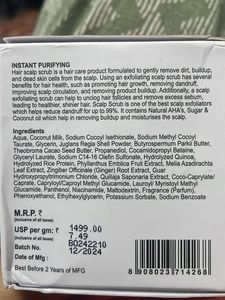 INSTANT PURIFYING
Hair scalp scrub is a hair care product formulated to gently remove dirt, buildup,
and dead skin cells from the scalp. Using an exfoliating scalp scrub has several
benefits for hair health, such as promoting hair growth, removing dandruff,
improving scalp circulation, and removing product buildup. Additionally, a scalp
exfoliation scrub can help to unclog hair follicles and remove excess sebum,
leading to healthier, shinier hair. Scalp Scrub is one of the best scalp exfoliators
which helps reduce dandruff for up to 99%. It contains Natural AHA's, Sugar &
Coconut oil which help in removing buildup and moisturises the scalp.
Ingredients
Aqua, Coconut Milk, Sodium Cocoyl Isethionate, Sodium Methyl Cocoyl
Taurate, Glycerin, Juglans Regia Shell Powder, Butyrospermum Parkii Butter,
Theobroma Cacao Seed Butter, Propanediol, Cocamidopropyl Betaine,
Glyceryl Laurate, Sodium C14-16 Olefin Sulfonate, Hydrolyzed Quinoa,
Hydrolyzed Rice Protein, Phyllanthus Emblica Fruit Extract, Melia Azadirachta
Leaf Extract, Zingiber Officinale (Ginger) Root Extract, Guar
Hydroxypropyltrimonium Chloride, Quillaja Saponaria Extract, Coco-Caprylate/
Caprate, Capryloyl/Caproyl Methyl Glucamide, Lauroyl/ Myristoyl Methyl
Glucamide, Panthenol, Niacinamide, Maltodextrin, Fragrance (Parfum),
Phenoxyethanol, Ethylhexylglycerin, Potassium Sorbate, Sodium Benzoate
M.R.P. ₹
(Inclusive of all taxes) 1499.00
USP per gm: ₹ 7.49
(Inclusive of all taxes)
Batch No. BO242210
Date of Mfg : 12/2024
Best Before 2 Years of MFG
8 908023 714268